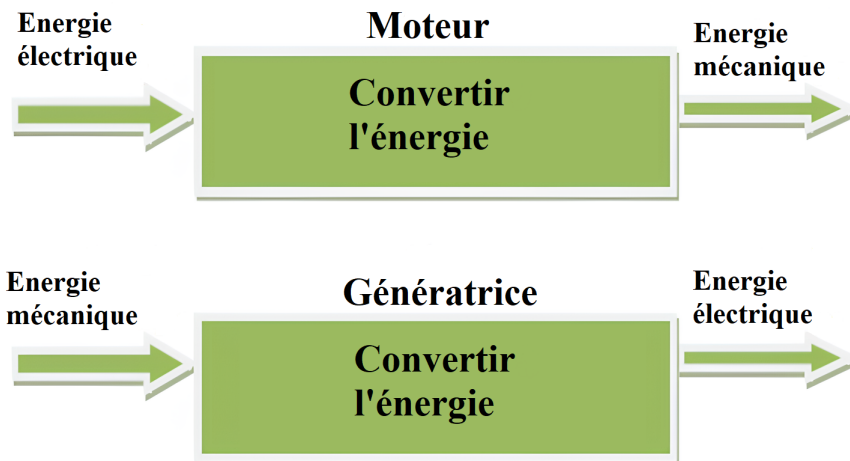 Energie
électrique
Moteur
Convertir
l'énergie
Energie
mécanique
Energie
mécanique
Génératrice
Convertir
l'énergie
Energie
électrique